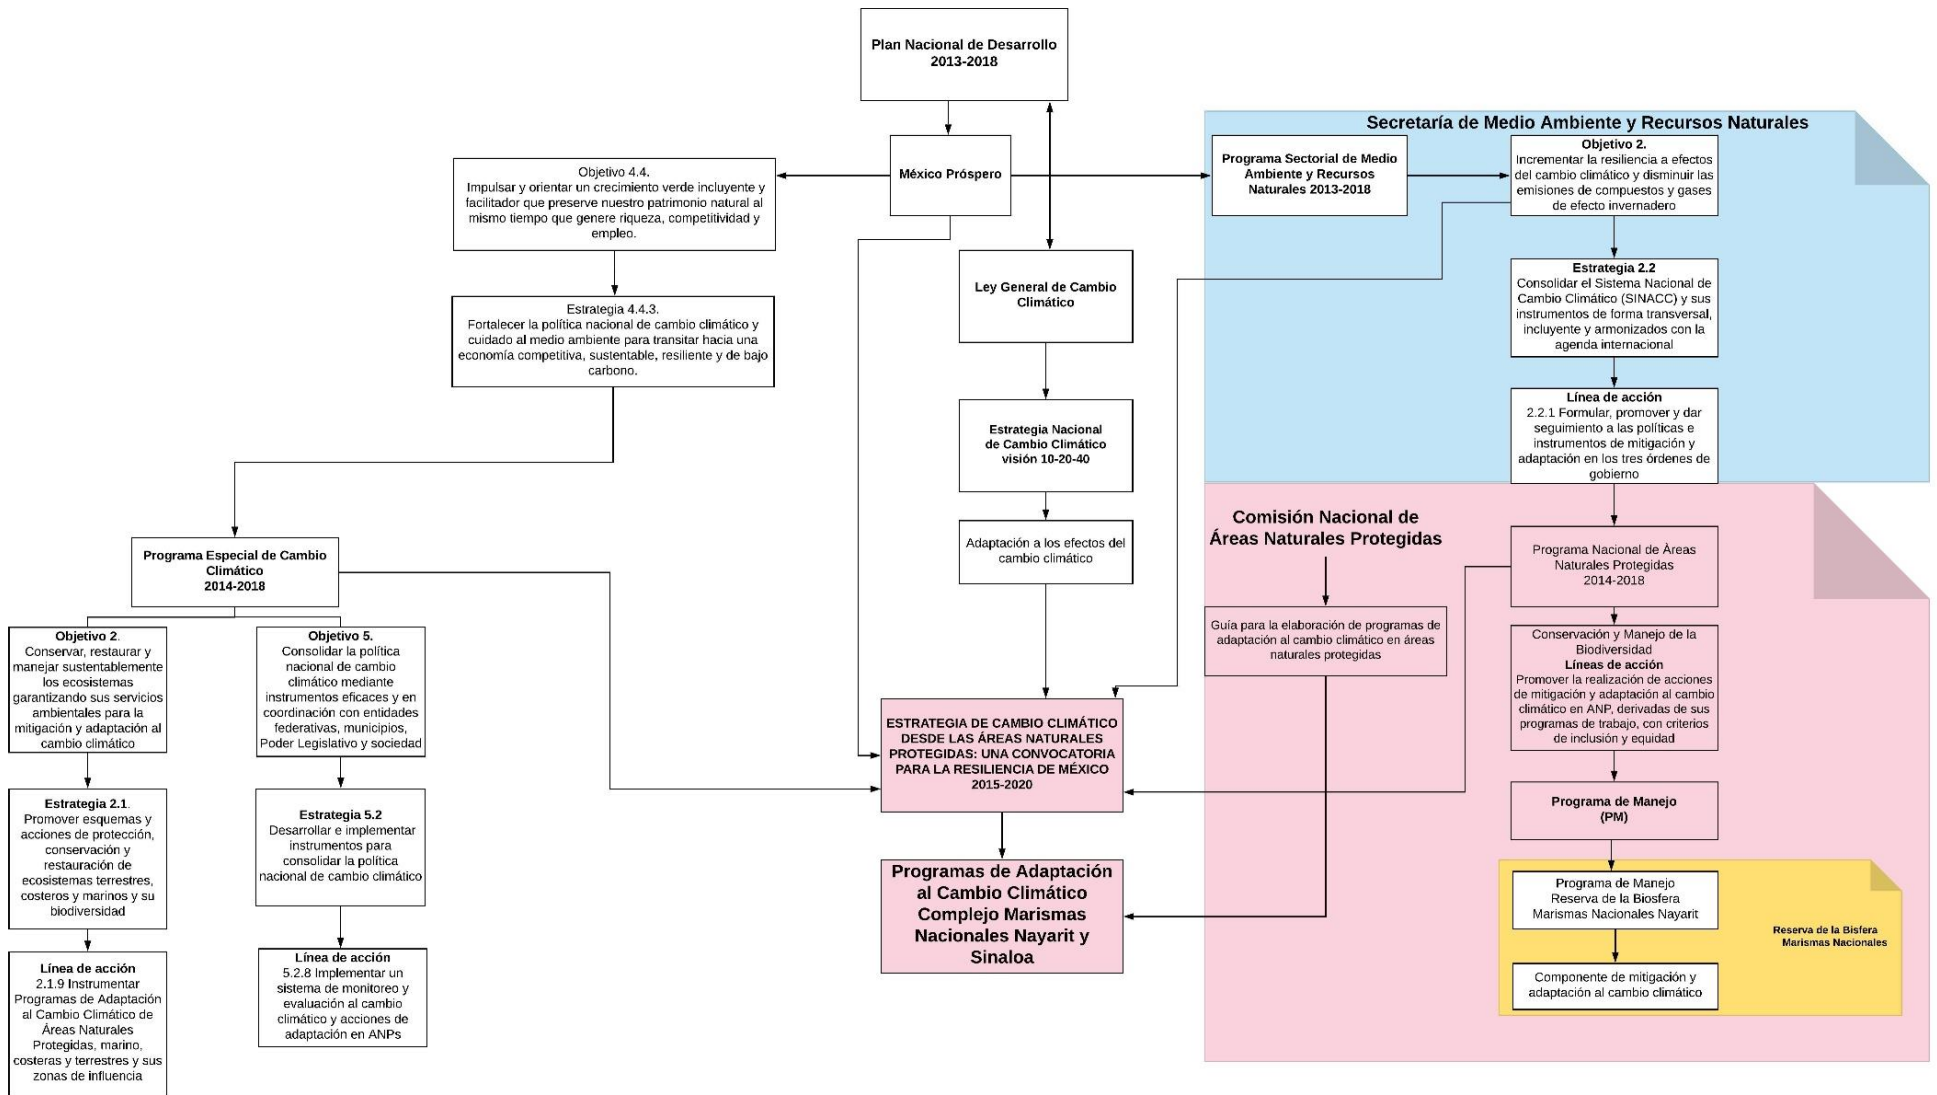 Plan Nacional de Desarrollo
2013-2018
México Próspero
Objetivo 4.4.
Impulsar y orientar un crecimiento verde incluyente y
facilitador que preserve nuestro patrimonio natural al
mismo tiempo que genere riqueza, competitividad y
empleo.
Estrategia 4.4.3.
Fortalecer la política nacional de cambio climático y
cuidado al medio ambiente para transitar hacia una
economía competitiva, sustentable, resiliente y de bajo
carbono.
Programa Especial de Cambio
Climático
2014-2018
Objetivo 2.
Conservar, restaurar y
manejar sustentablemente
los ecosistemas
garantizando sus servicios
ambientales para la
mitigación y adaptación al
cambio climático
Estrategia 2.1.
Promover esquemas y
acciones de protección,
conservación y
restauración de
ecosistemas terrestres,
costeros y marinos y su
biodiversidad
Línea de acción
2.1.9 Instrumentar
Programas de Adaptación
al Cambio Climático de
Áreas Naturales
Protegidas, marino,
costeras y terrestres y sus
zonas de influencia
Objetivo 5.
Consolidar la política
nacional de cambio
climático mediante
instrumentos eficaces y en
coordinación con entidades
federativas, municipios,
Poder Legislativo y sociedad
Estrategia 5.2
Desarrollar e implementar
instrumentos para
consolidar la política
nacional de cambio climático
Línea de acción
5.2.8 Implementar un
sistema de monitoreo y
evaluación al cambio
climático y acciones de
adaptación en ANPs
Ley General de Cambio
Climático
Estrategia Nacional
de Cambio Climático
visión 10-20-40
Adaptación a los efectos del
cambio climático
ESTRATEGIA DE CAMBIO CLIMÁTICO
DESDE LAS ÁREAS NATURALES
PROTEGIDAS: UNA CONVOCATORIA
PARA LA RESILIENCIA DE MÉXICO
2015-2020
Programas de Adaptación
al Cambio Climático
Complejo Marismas
Nacionales Nayarit y
Sinaloa
Secretaría de Medio Ambiente y Recursos Naturales
Programa Sectorial de Medio
Ambiente y Recursos
Naturales 2013-2018
Objetivo 2.
Incrementar la resiliencia a efectos
del cambio climático y disminuir las
emisiones de compuestos y gases
de efecto invernadero
Estrategia 2.2
Consolidar el Sistema Nacional de
Cambio Climático (SINACC) y sus
instrumentos de forma transversal,
incluyente y armonizados con la
agenda internacional
Línea de acción
2.2.1 Formular, promover y dar
seguimiento a las políticas e
instrumentos de mitigación y
adaptación en los tres órdenes de
gobierno
Comisión Nacional de
Áreas Naturales Protegidas
Guía para la elaboración de programas de
adaptación al cambio climático en áreas
naturales protegidas
Programa Nacional de Àreas
Naturales Protegidas
2014-2018
Conservación y Manejo de la
Biodiversidad
Líneas de acción
Promover la realización de acciones
de mitigación y adaptación al cambio
climático en ANP, derivadas de sus
programas de trabajo, con criterios
de inclusión y equidad
Programa de Manejo
(PM)
Programa de Manejo
Reserva de la Biosfera
Marismas Nacionales Nayarit
Reserva de la Bisfera
Marismas Nacionales
Componente de mitigación y
adaptación al cambio climático